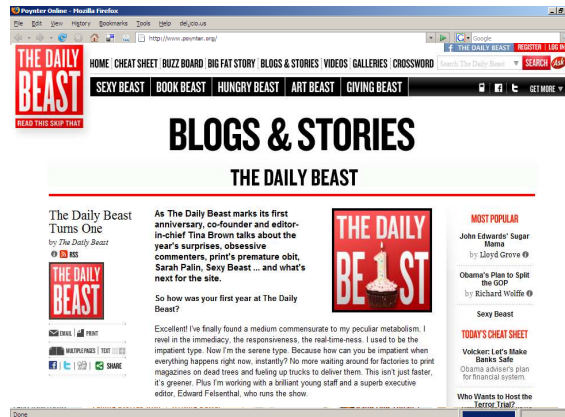 Poynter Online - Mozilla Firefox
File Edit View History Bookmarks Tools Help del.icio.us
http://www.poynter.org/
Google
THE DAILY BEAST REGISTER | LOG IN
THE DAILY
BEAST
READ THIS SKIP THAT
HOME CHEAT SHEET BUZZ BOARD BIG FAT STORY BLOGS & STORIES VIDEOS GALLERIES CROSSWORD Search The Daily Beast SEARCH Ask
SEXY BEAST BOOK BEAST HUNGRY BEAST ART BEAST GIVING BEAST GET MORE
BLOGS & STORIES
THE DAILY BEAST
The Daily Beast
Turns One
by The Daily Beast
RSS
THE DAILY
BEAST
EMAIL PRINT
MULTIPLE PAGES | TEXT
SHARE
As The Daily Beast marks its first
anniversary, co-founder and editor-
in-chief Tina Brown talks about the
year's surprises, obsessive
commenters, print's premature obit,
Sarah Palin, Sexy Beast ... and what's
next for the site.
So how was your first year at The Daily
Beast?
THE DAILY
BE1ST
Excellent! I've finally found a medium commensurate to my peculiar metabolism. I
revel in the immediacy, the responsiveness, the real-time-ness. I used to be the
impatient type. Now I'm the serene type. Because how can you be impatient when
everything happens right now, instantly? No more waiting around for factories to print
magazines on dead trees and fueling up trucks to deliver them. This isn't just faster,
it's greener. Plus I'm working with a brilliant young staff and a superb executive
editor, Edward Felsenthal, who runs the show.
MOST POPULAR
John Edwards' Sugar
Mama
by Lloyd Grove
Obama's Plan to Split
the GOP
by Richard Wolffe
Sexy Beast
TODAY'S CHEAT SHEET
Volcker: Let's Make
Banks Safe
Obama adviser's plan
for financial system.
Who Wants to Host the
Terror Trial?
Done